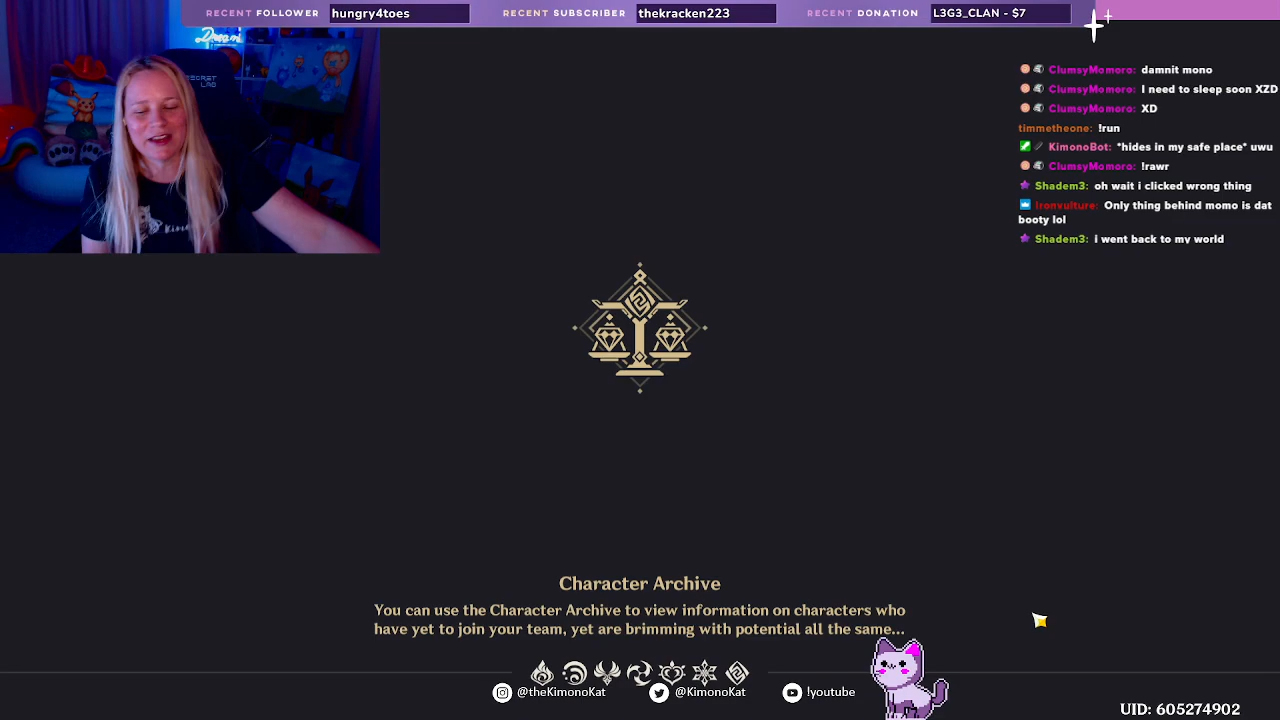 RECENT FOLLOWER hungry4toes RECENT SUBSCRIBER thekracken223 RECENT DONATION L3G3_CLAN - $7
Dream
SECRET LAB
ClumsyMomoro: damnit mono
ClumsyMomoro: I need to sleep soon XZD
ClumsyMomoro: XD
timmetheone: !run
KimonoBot: *hides in my safe place* uwu
ClumsyMomoro: !rawr
Shadem3: oh wait i clicked wrong thing
Ironvulture: Only thing behind momo is dat
booty lol
Shadem3: i went back to my world
Character Archive
You can use the Character Archive to view information on characters who
have yet to join your team, yet are brimming with potential all the same...
@theKimonoKat @KimonoKat !youtube
UID: 605274902